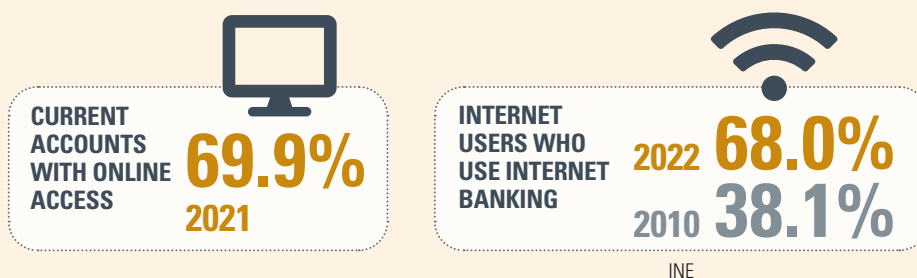 CURRENT
ACCOUNTS
WITH ONLINE
ACCESS
69.9%
2021
INTERNET
USERS WHO
USE INTERNET
BANKING
2022 68.0%
2010 38.1%
INE